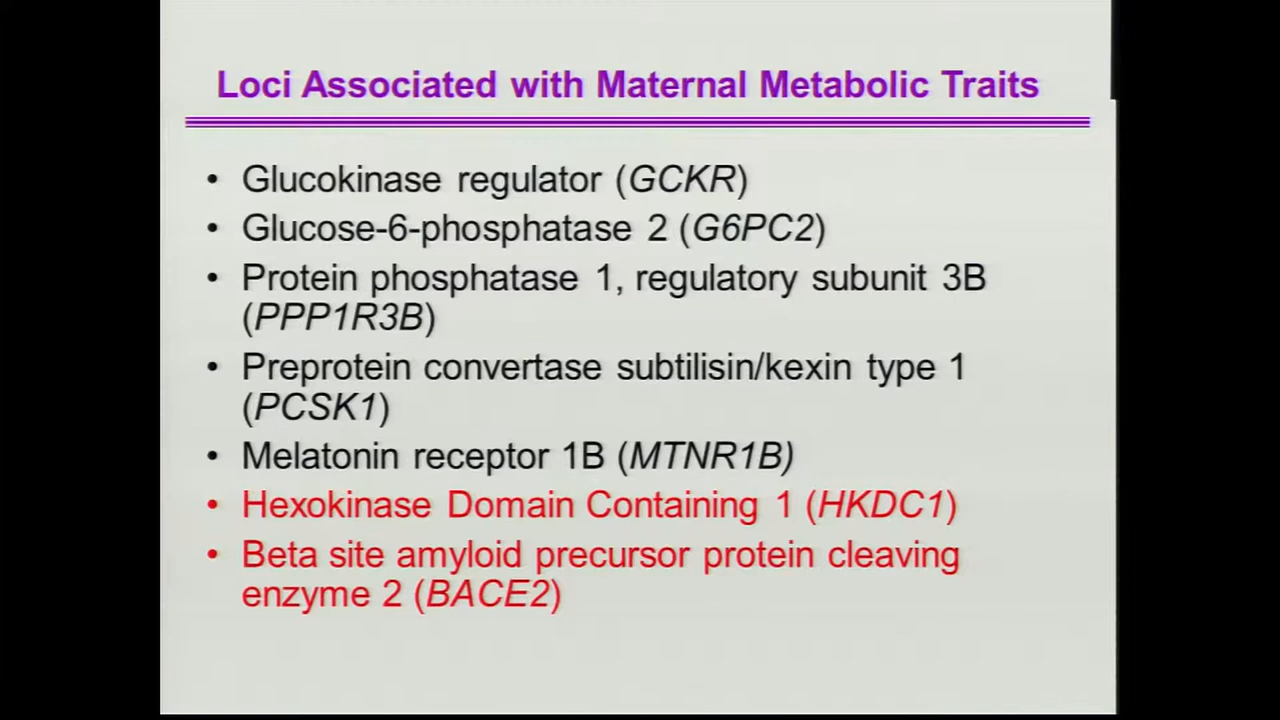 Loci Associated with Maternal Metabolic Traits
• Glucokinase regulator (GCKR)
• Glucose-6-phosphatase 2 (G6PC2)
• Protein phosphatase 1, regulatory subunit 3B
(PPP1R3B)
• Preprotein convertase subtilisin/kexin type 1
(PCSK1)
• Melatonin receptor 1B (MTNR1B)
• Hexokinase Domain Containing 1 (HKDC1)
• Beta site amyloid precursor protein cleaving
enzyme 2 (BACE2)